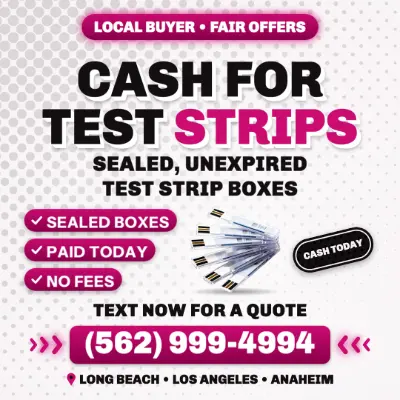 LOCAL BUYER • FAIR OFFERS
CASH FOR
TEST STRIPS
SEALED, UNEXPIRED
TEST STRIP BOXES
SEALED BOXES
PAID TODAY
NO FEES
CASH TODAY
TEXT NOW FOR A QUOTE
(562) 999-4994
LONG BEACH • LOS ANGELES • ANAHEIM